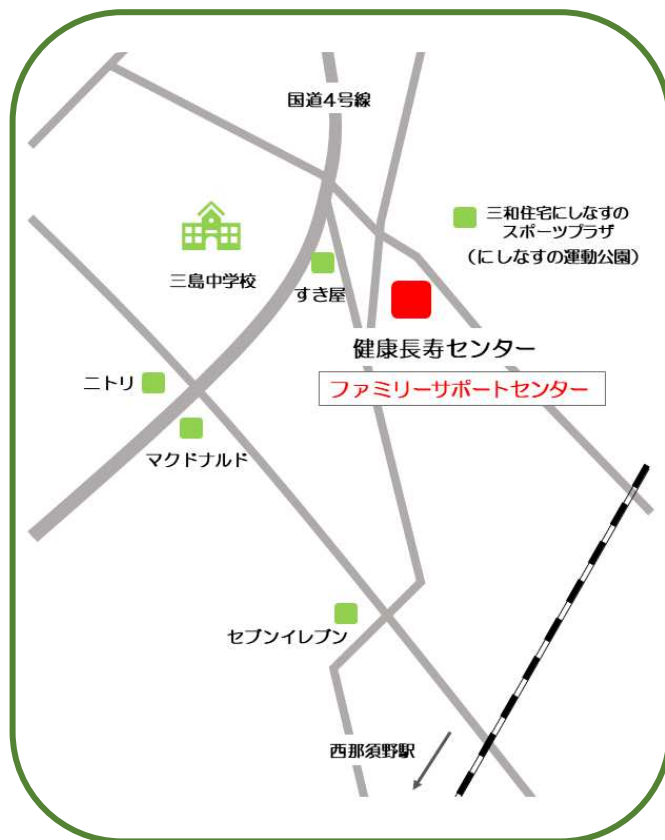 国道4号線
三和住宅にしなすの
スポーツプラザ
(にしなすの運動公園)
三島中学校
すき屋
健康長寿センター
ファミリーサポートセンター
ニトリ
マクドナルド
セブンイレブン
西那須野駅